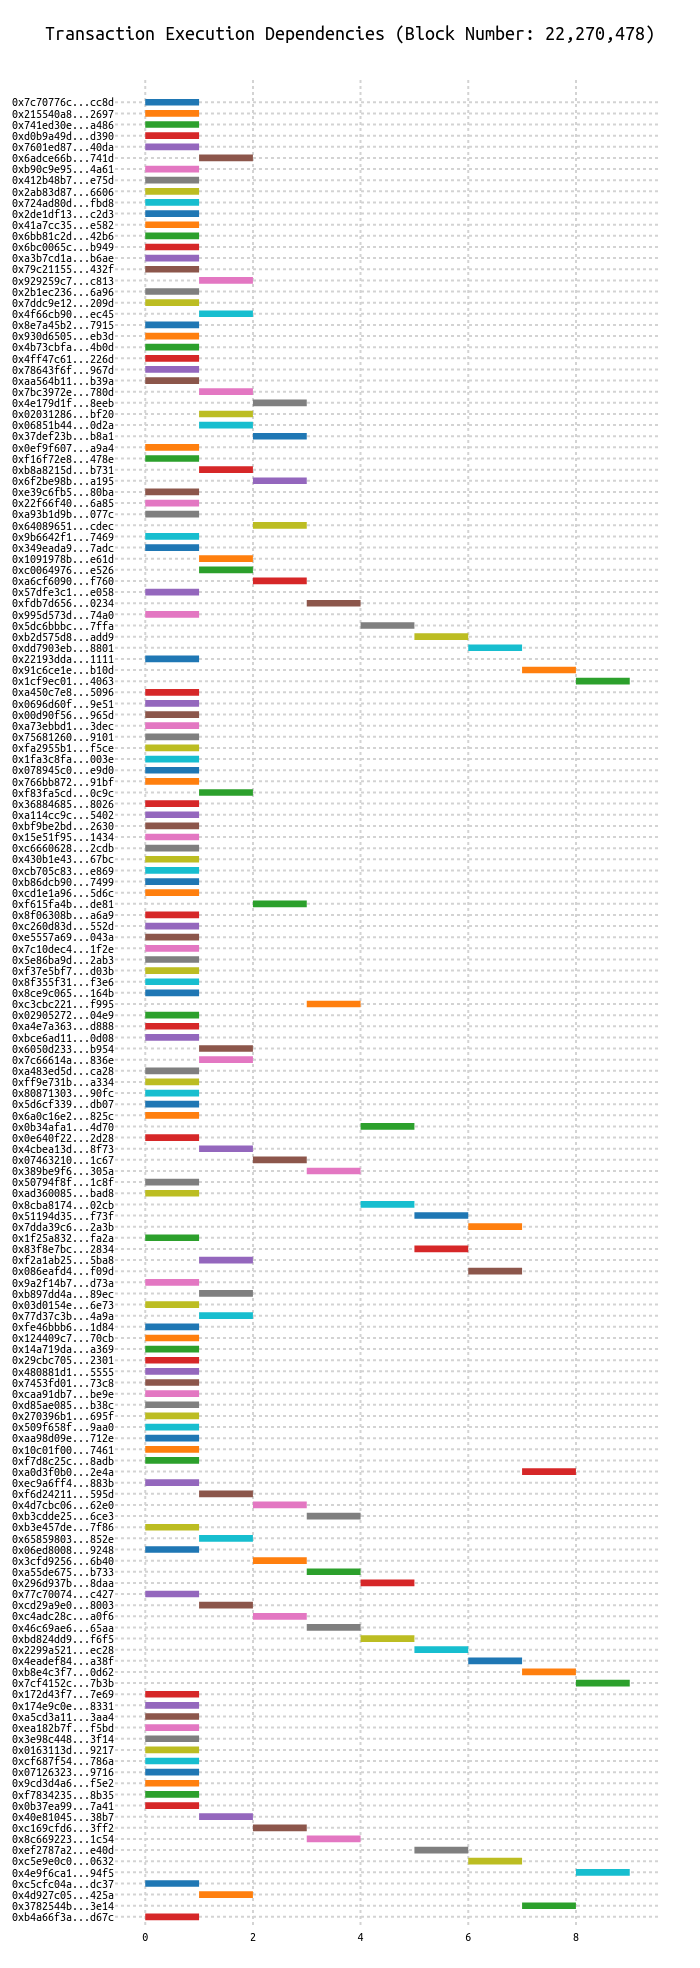 Transaction Execution Dependencies (Block Number: 22,270,478)
0x7c70776c...cc8d
0x215540a8...2697
0x741ed30e...a486
0xd0b9a49d...d390
0x7601ed87...40da
0x6adce66b...741d
0xb90c9e95...4a61
0x412b48b7...e75d
0x2ab83d87...6606
0x724ad80d...fbd8
0x2de1df13...c2d3
0x41a7cc35...e582
0x6bb81c2d...42b6
0x6bc0065c...b949
0xa3b7cd1a...b6ae
0x79c21155...432f
0x929259c7...c813
0x2b1ec236...6a96
0x7ddc9e12...209d
0x4f66cb90...ec45
0x8e7a45b2...7915
0x930d6505...eb3d
0x4b73cbfa...4b0d
0x4ff47c61...226d
0x78643f6f...967d
0xaa564b11...b39a
0x7bc3972e...780d
0x4e179d1f...8eeb
0x02031286...bf20
0x06851b44...0d2a
0x37def23b...b8a1
0x0ef9f607...a9a4
0xf16f72e8...478e
0xb8a8215d...b731
0x6f2be98b...a195
0xe39c6fb5...80ba
0x22f66f40...6a85
0xa93b1d9b...077c
0x64089651...cdec
0x9b6642f1...7469
0x349eada9...7adc
0x1091978b...e61d
0xc0064976...e526
0xa6cf6090...f760
0x57dfe3c1...e058
0xfdb7d656...0234
0x995d573d...74a0
0x5dc6bbbc...7ffa
0xb2d575d8...add9
0xdd7903eb...8801
0x22193dda...1111
0x91c6ce1e...b10d
0x1cf9ec01...4063
0xa450c7e8...5096
0x0696d60f...9e51
0x00d90f56...965d
0xa73ebbd1...3dec
0x75681260...9101
0xfa2955b1...f5ce
0x1fa3c8fa...003e
0x078945c0...e9d0
0x766bb872...91bf
0xf83fa5cd...0c9c
0x36884685...8026
0xa114cc9c...5402
0xbf9be2bd...2630
0x15e51f95...1434
0xc6660628...2cdb
0x430b1e43...67bc
0xcb705c83...e869
0xb86dcb90...7499
0xcd1e1a96...5d6c
0xf615fa4b...de81
0x8f06308b...a6a9
0xc260d83d...552d
0xe5557a69...043a
0x7c10dec4...1f2e
0x5e86ba9d...2ab3
0xf37e5bf7...d03b
0x8f355f31...f3e6
0x8ce9c065...164b
0xc3cbc221...f995
0x02905272...04e9
0xa4e7a363...d888
0xbce6ad11...0d08
0x6050d233...b954
0x7c66614a...836e
0xa483ed5d...ca28
0xff9e731b...a334
0x80871303...90fc
0x5d6cf339...db07
0x6a0c16e2...825c
0x0b34afa1...4d70
0x0e640f22...2d28
0x4cbea13d...8f73
0x07463210...1c67
0x389be9f6...305a
0x50794f8f...1c8f
0xad360085...bad8
0x8cba8174...02cb
0x51194d35...f73f
0x7dda39c6...2a3b
0x1f25a832...fa2a
0x83f8e7bc...2834
0xf2a1ab25...5ba8
0x086eafd4...f09d
0x9a2f14b7...d73a
0xb897dd4a...89ec
0x03d0154e...6e73
0x77d37c3b...4a9a
0xfe46bbb6...1d84
0x124409c7...70cb
0x14a719da...a369
0x29cbc705...2301
0x480881d1...5555
0x7453fd01...73c8
0xcaa91db7...be9e
0xd85ae085...b38c
0x270396b1...695f
0x509f658f...9aa0
0xaa98d09e...712e
0x10c01f00...7461
0xf7d8c25c...8adb
0xa0d3f0b0...2e4a
0xec9a6ff4...883b
0xf6d24211...595d
0x4d7cbc06...62e0
0xb3cdde25...6ce3
0xb3e457de...7f86
0x65859803...852e
0x06ed8008...9248
0x3cfd9256...6b40
0xa55de675...b733
0x296d937b...8daa
0x77c70074...c427
0xcd29a9e0...8003
0xc4adc28c...a0f6
0x46c69ae6...65aa
0xbd824dd9...f6f5
0x2299a521...ec28
0x4eadef84...a38f
0xb8e4c3f7...0d62
0x7cf4152c...7b3b
0x172d43f7...7e69
0x174e9c0e...8331
0xa5cd3a11...3aa4
0xea182b7f...f5bd
0x3e98c448...3f14
0x0163113d...9217
0xcf687f54...786a
0x07126323...9716
0x9cd3d4a6...f5e2
0xf7834235...8b35
0x0b37ea99...7a41
0x40e81045...38b7
0xc169cfd6...3ff2
0x8c669223...1c54
0xef2787a2...e40d
0xc5e9e0c0...0632
0x4e9f6ca1...94f5
0xc5cfc04a...dc37
0x4d927c05...425a
0x3782544b...3e14
0xb4a66f3a...d67c
0 2 4 6 8